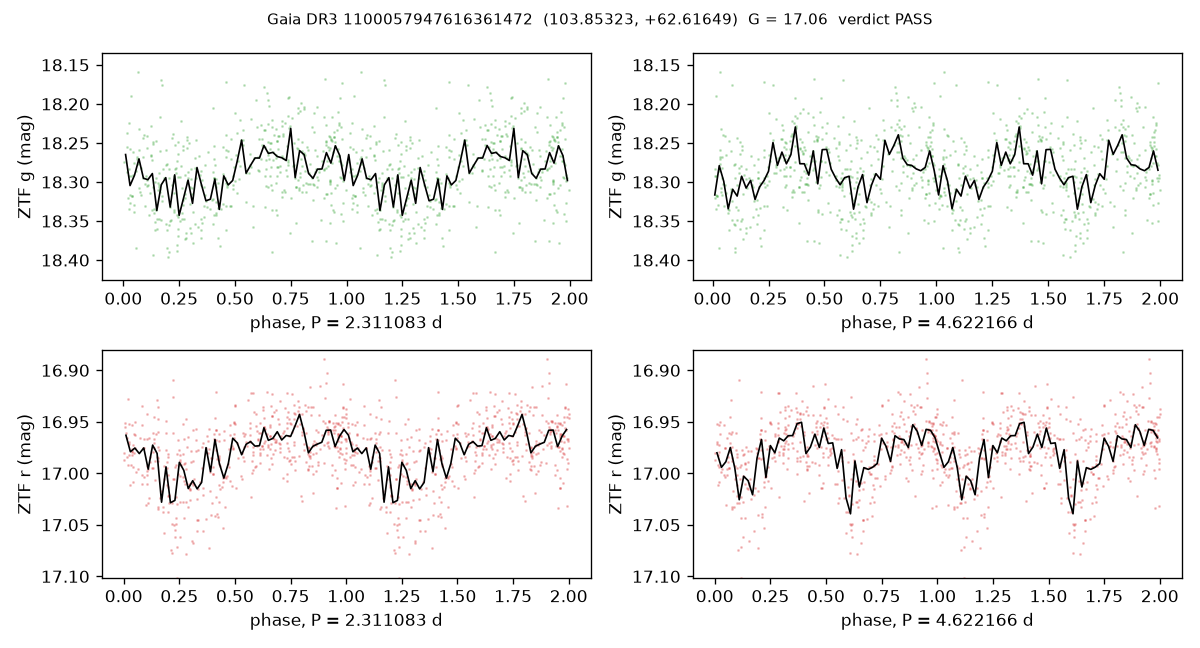 Gaia DR3 1100057947616361472 (103.85323, +62.61649) G = 17.06 verdict PASS
18.15
18.20
18.25
18.30
18.35
18.40
ZTF g (mag)
0.00 0.25 0.50 0.75 1.00 1.25 1.50 1.75 2.00
phase, P = 2.311083 d
18.15
18.20
18.25
18.30
18.35
18.40
ZTF g (mag)
0.00 0.25 0.50 0.75 1.00 1.25 1.50 1.75 2.00
phase, P = 4.622166 d
16.90
16.95
17.00
17.05
17.10
ZTF r (mag)
0.00 0.25 0.50 0.75 1.00 1.25 1.50 1.75 2.00
phase, P = 2.311083 d
16.90
16.95
17.00
17.05
17.10
ZTF r (mag)
0.00 0.25 0.50 0.75 1.00 1.25 1.50 1.75 2.00
phase, P = 4.622166 d